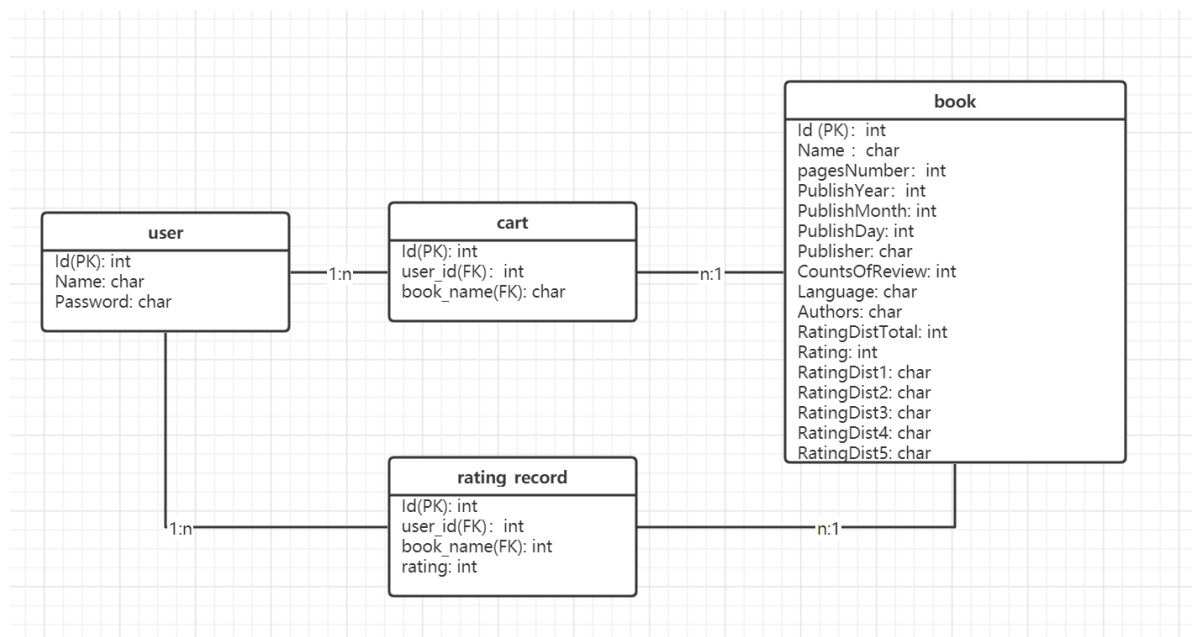 user
Id(PK): int
Name: char
Password: char
1:n
cart
Id(PK): int
user_id(FK)： int
book_name(FK): char
n:1
book
Id (PK)： int
Name ： char
pagesNumber： int
PublishYear： int
PublishMonth: int
PublishDay: int
Publisher: char
CountsOfReview: int
Language: char
Authors: char
RatingDistTotal: int
Rating: int
RatingDist1: char
RatingDist2: char
RatingDist3: char
RatingDist4: char
RatingDist5: char
1:n
rating record
Id(PK): int
user_id(FK)： int
book_name(FK): int
rating: int
n:1